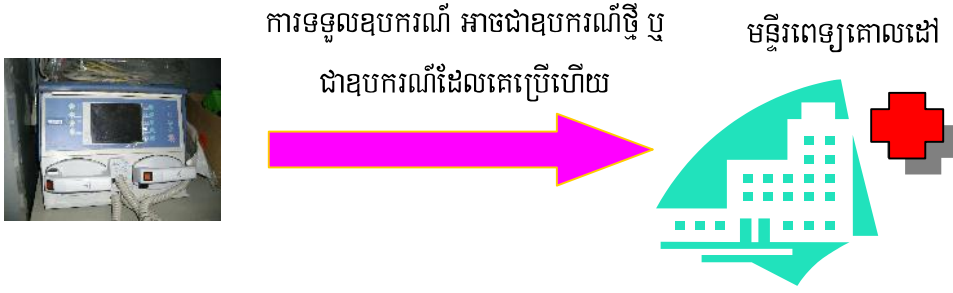 ការទទួលឧបករណ៍ អាចជាឧបករណ៍ថ្មី ឬ
ជាឧបករណ៍ដែលគេប្រើហើយ
មន្ទីរពេទ្យគោលដៅ